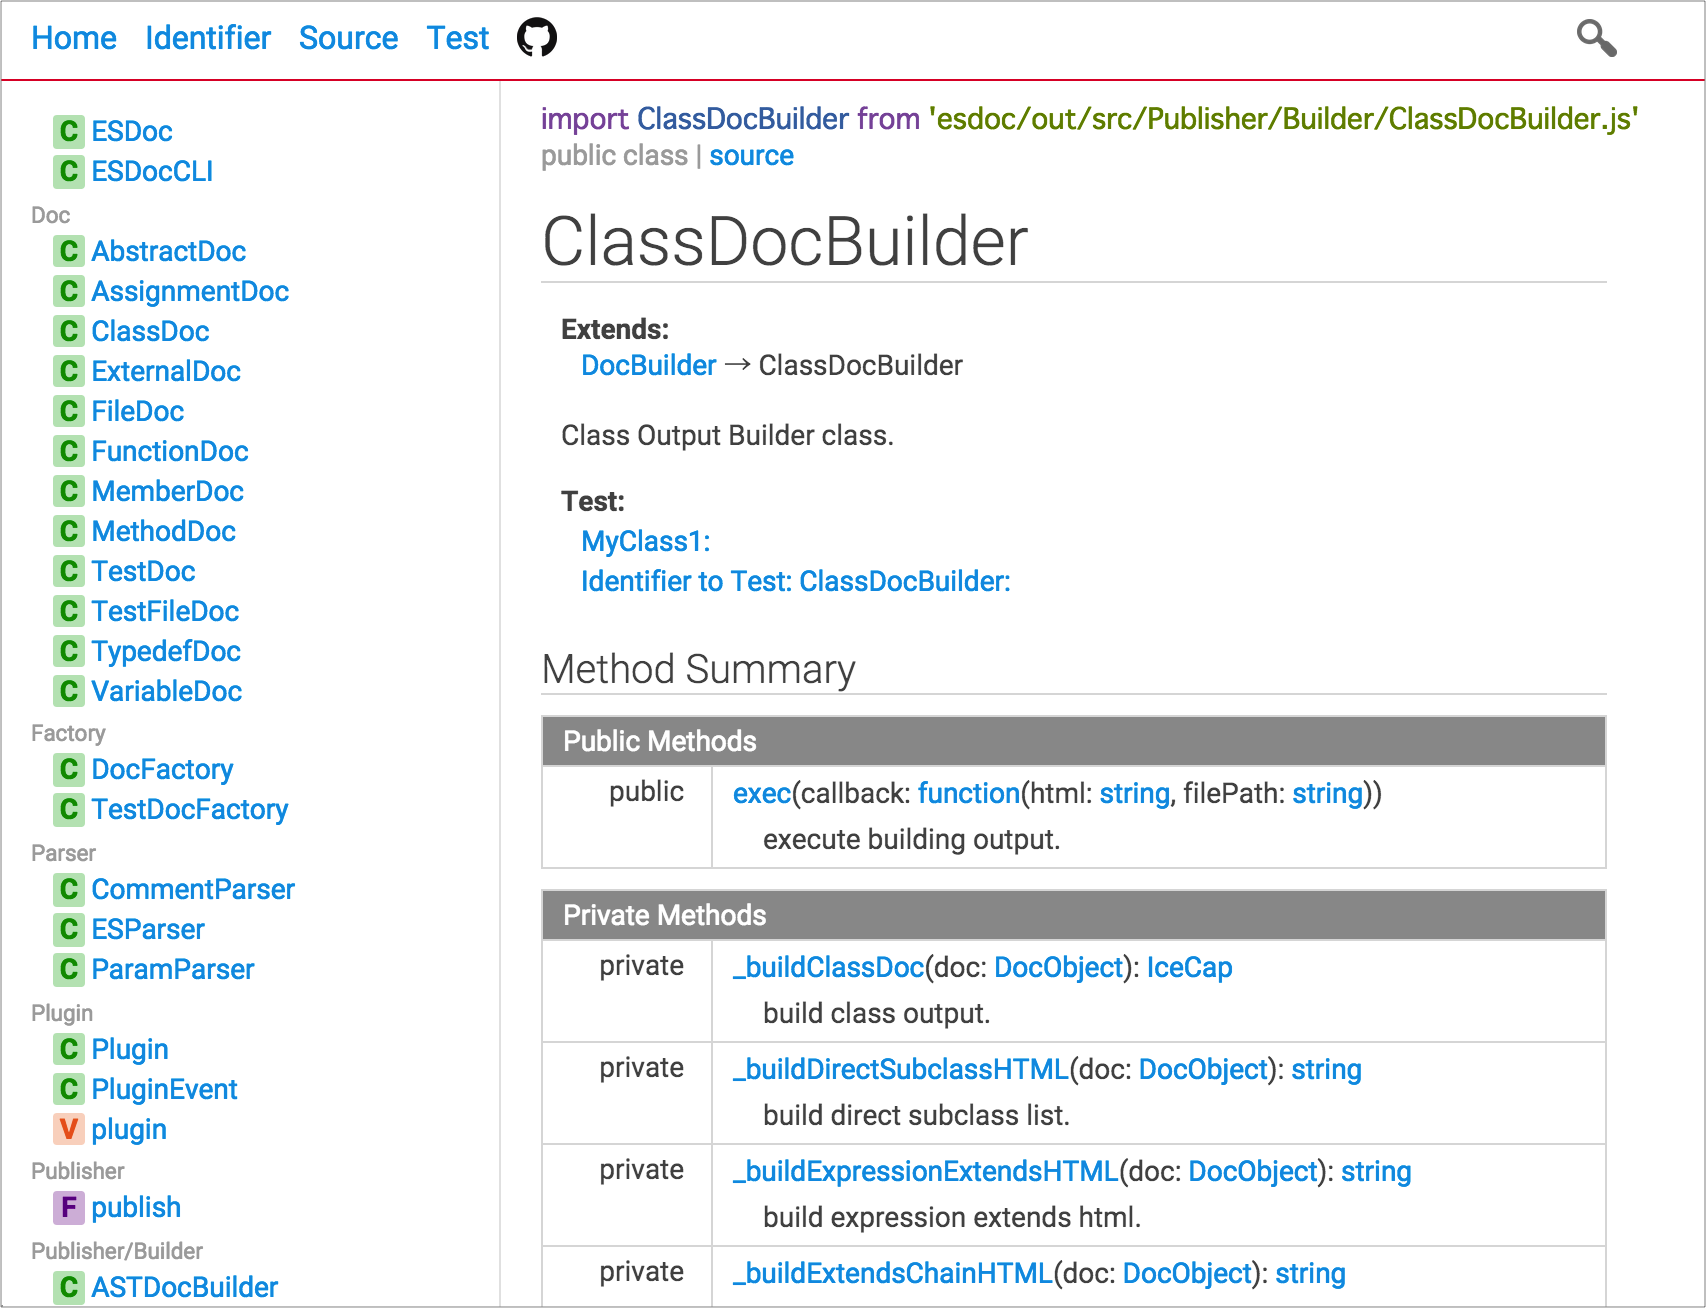 Home Identifier Source Test
C ESDoc
C ESDocCLI
Doc
C AbstractDoc
C AssignmentDoc
C ClassDoc
C ExternalDoc
C FileDoc
C FunctionDoc
C MemberDoc
C MethodDoc
C TestDoc
C TestFileDoc
C TypedefDoc
C VariableDoc
Factory
C DocFactory
C TestDocFactory
Parser
C CommentParser
C ESParser
C ParamParser
Plugin
C Plugin
C PluginEvent
V plugin
Publisher
F publish
Publisher/Builder
C ASTDocBuilder
import ClassDocBuilder from 'esdoc/out/src/Publisher/Builder/ClassDocBuilder.js'
public class | source
ClassDocBuilder
Extends:
DocBuilder → ClassDocBuilder
Class Output Builder class.
Test:
MyClass1:
Identifier to Test: ClassDocBuilder:
Method Summary
Public Methods
public exec(callback: function(html: string, filePath: string))
execute building output.
Private Methods
private _buildClassDoc(doc: DocObject): IceCap
build class output.
private _buildDirectSubclassHTML(doc: DocObject): string
build direct subclass list.
private _buildExpressionExtendsHTML(doc: DocObject): string
build expression extends html.
private _buildExtendsChainHTML(doc: DocObject): string